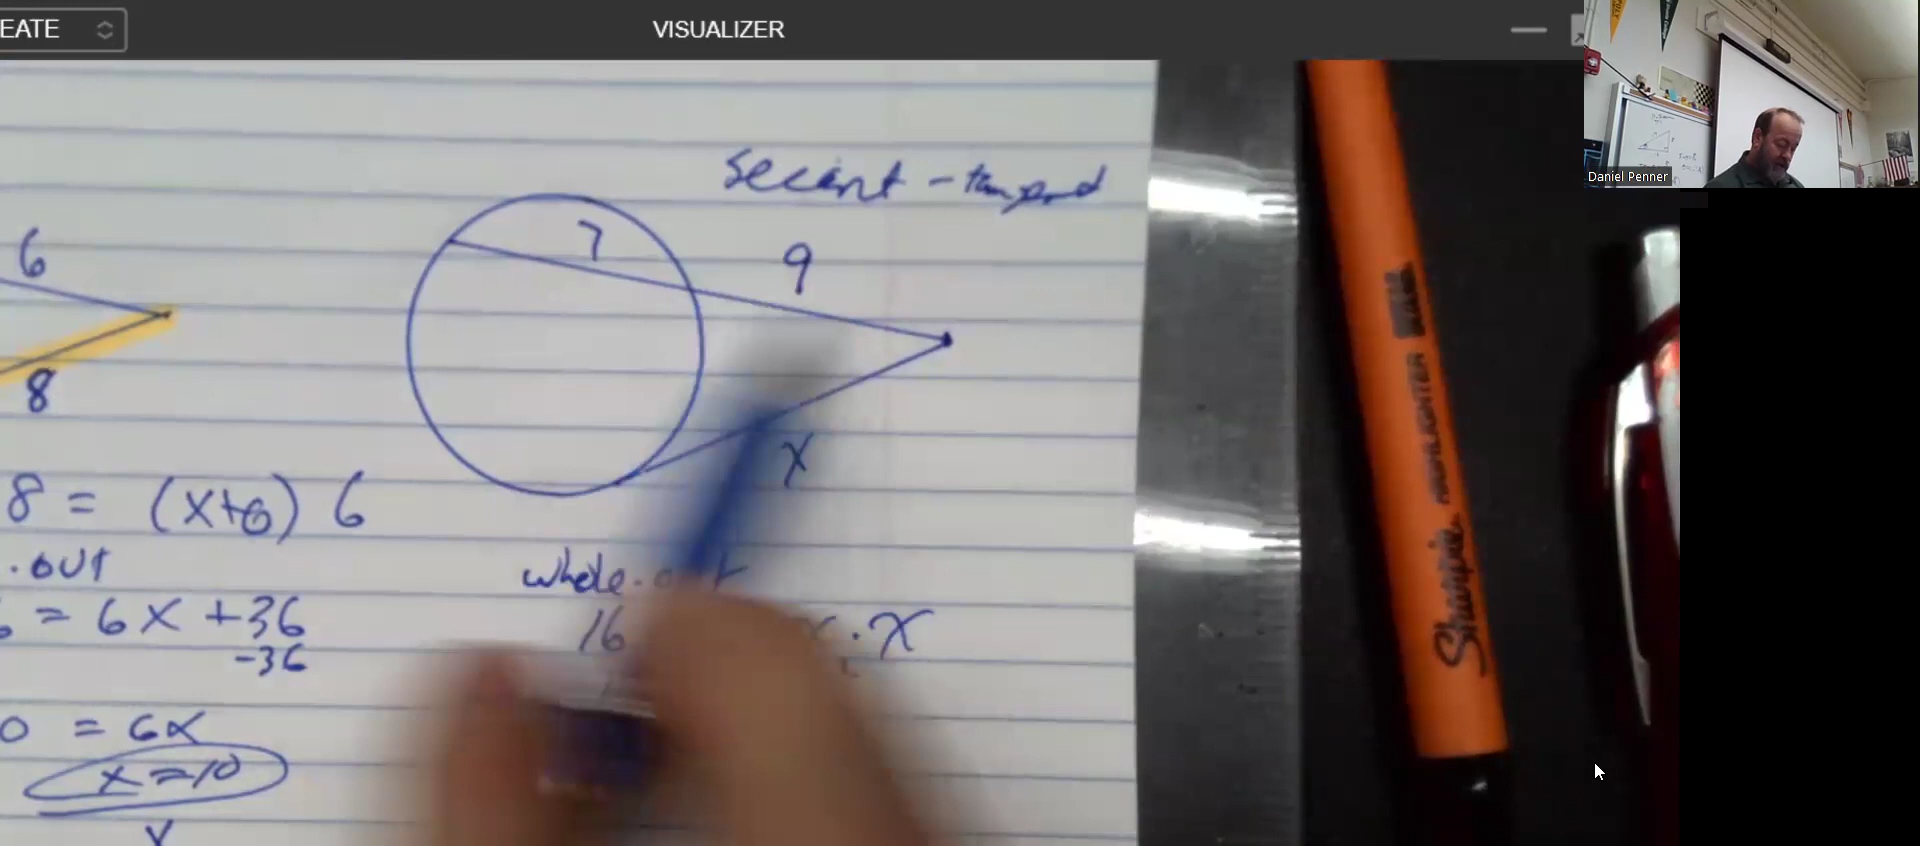 EATE
VISUALIZER
Daniel Penner
secant - tangent
6
8
7
9
x
8 = (x+6) 6
. out
= 6x + 36
-36
0 = 6x
x = 10
whole.
16
. x
Sharpie HIGHLIGHTER